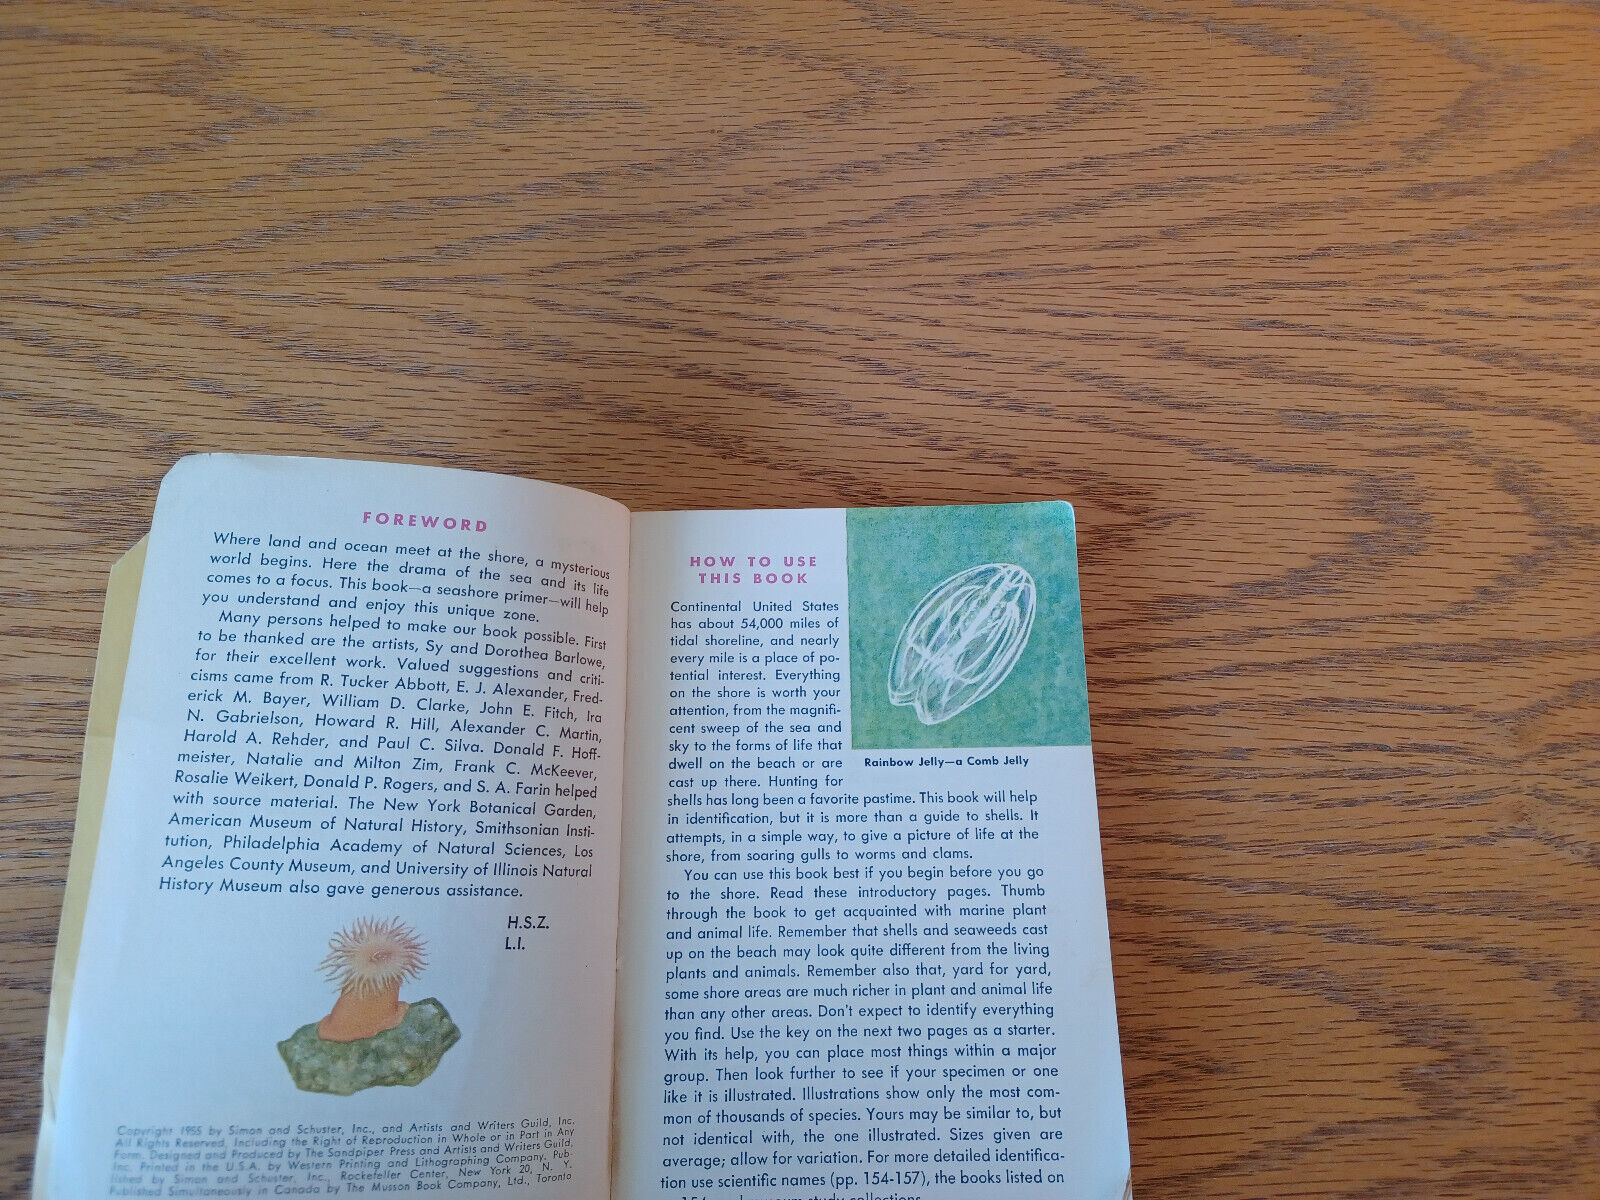 FOREWORD
Where land and ocean meet at the shore, a mysterious
world begins. Here the drama of the sea and its life
comes to a focus. This book—a seashore primer—will help
you understand and enjoy this unique zone.
Many persons helped to make our book possible. First
to be thanked are the artists, Sy and Dorothea Barlowe,
for their excellent work. Valued suggestions and criti-
cisms came from R. Tucker Abbott, E. J. Alexander, Fred-
erick M. Bayer, William D. Clarke, John E. Fitch, Ira
N. Gabrielson, Howard R. Hill, Alexander C. Martin,
Harold A. Rehder, and Paul C. Silva. Donald F. Hoff-
meister, Natalie and Milton Zim, Frank C. McKeever,
Rosalie Weikert, Donald P. Rogers, and S. A. Farin helped
with source material. The New York Botanical Garden,
American Museum of Natural History, Smithsonian Insti-
tution, Philadelphia Academy of Natural Sciences, Los
Angeles County Museum, and University of Illinois Natural
History Museum also gave generous assistance.
H.S.Z.
L.I.
Copyright 1955 by Simon and Schuster, Inc., and Artists and Writers Guild, Inc.
All Rights Reserved, Including the Right of Reproduction in Whole or in Part in Any
Form. Designed and Produced by The Sandpiper Press and Artists and Writers Guild,
Inc. Printed in the U.S.A. by Western Printing and Lithographing Company. Pub-
lished by Simon and Schuster, Inc., Rockefeller Center, New York 20, N. Y.
Published Simultaneously in Canada by The Musson Book Company, Ltd., Toronto
HOW TO USE
THIS BOOK
Continental United States
has about 54,000 miles of
tidal shoreline, and nearly
every mile is a place of po-
tential interest. Everything
on the shore is worth your
attention, from the magnifi-
cent sweep of the sea and
sky to the forms of life that
dwell on the beach or are
cast up there. Hunting for
Rainbow Jelly—a Comb Jelly
shells has long been a favorite pastime. This book will help
in identification, but it is more than a guide to shells. It
attempts, in a simple way, to give a picture of life at the
shore, from soaring gulls to worms and clams.
You can use this book best if you begin before you go
to the shore. Read these introductory pages. Thumb
through the book to get acquainted with marine plant
and animal life. Remember that shells and seaweeds cast
up on the beach may look quite different from the living
plants and animals. Remember also that, yard for yard,
some shore areas are much richer in plant and animal life
than any other areas. Don't expect to identify everything
you find. Use the key on the next two pages as a starter.
With its help, you can place most things within a major
group. Then look further to see if your specimen or one
like it is illustrated. Illustrations show only the most com-
mon of thousands of species. Yours may be similar to, but
not identical with, the one illustrated. Sizes given are
average; allow for variation. For more detailed identifica-
tion use scientific names (pp. 154-157), the books listed on